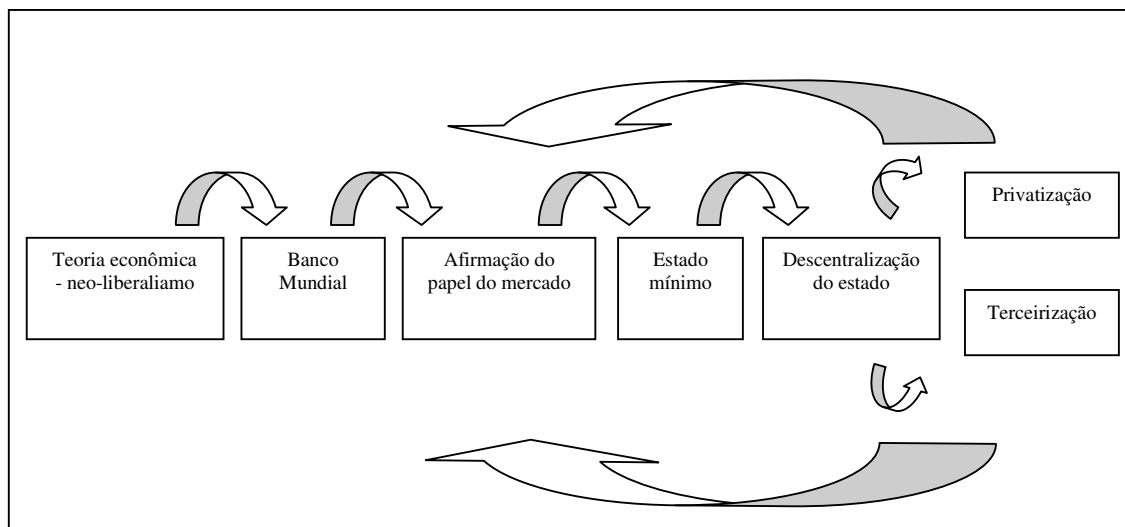 Teoria econômica
- neo-liberaliamo
Banco
Mundial
Afirmação do
papel do mercado
Estado
mínimo
Descentralização
do estado
Privatização
Terceirização